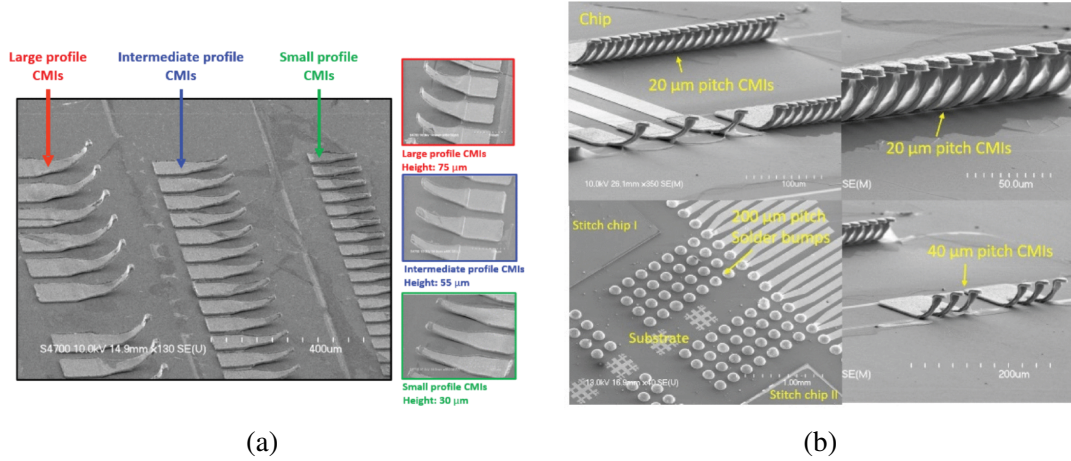 Large profile
CMIs
Intermediate profile
CMIs
Small profile
CMIs
S4700 10.0kV 14.9mm x130 SE(U)
400um
Large profile CMIs
Height: 75 μm
Intermediate profile CMIs
Height: 55 μm
Small profile CMIs
Height: 30 μm
(a)
Chip
20 μm pitch CMIs
10.0kV 25.1mm x350 SE(M)
100um
20 μm pitch CMIs
SE(M)
50.0um
Stitch chip I
200 μm pitch
Solder bumps
Substrate
1.00mm
Stitch chip II
40 μm pitch CMIs
SE(M)
200um
(b)